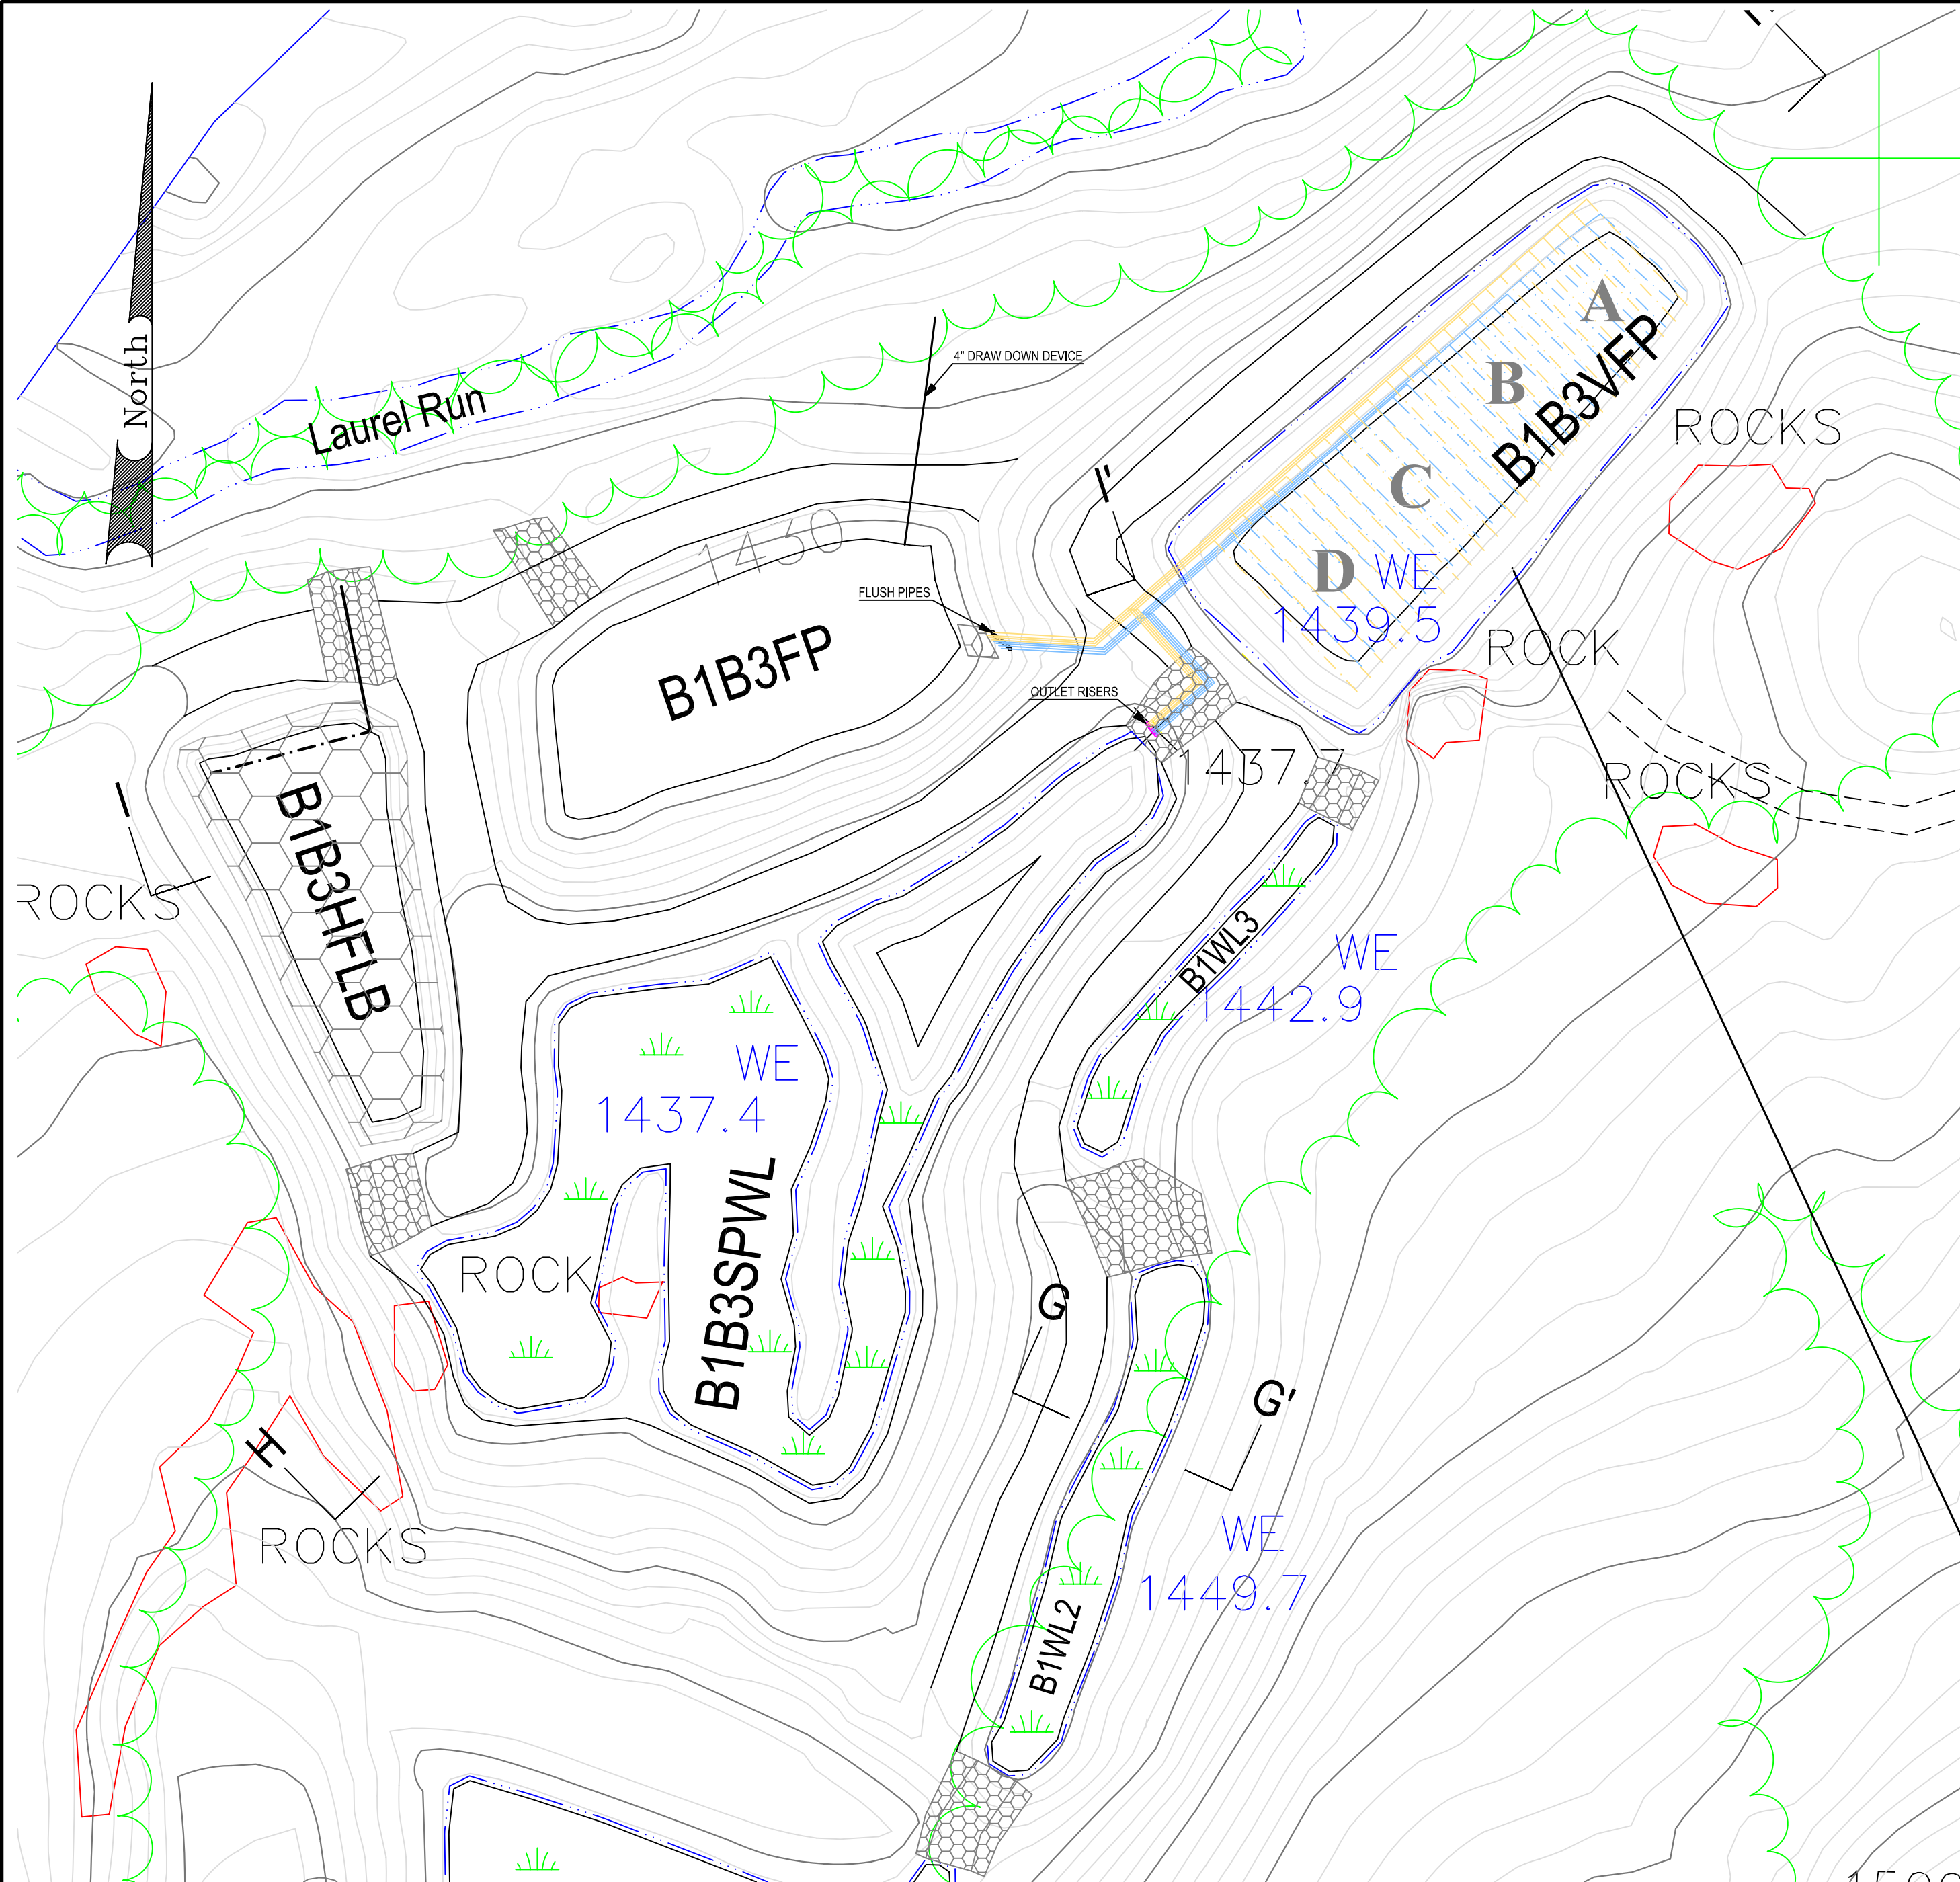 North
Laurel Run
4" DRAW DOWN DEVICE
A
B
C
D
B1B3VFP
ROCKS
I'
WE
1439.5
1430
FLUSH PIPES
B1B3FP
OUTLET RISERS
ROCK
1437.7
ROCKS
I
B1B3HFLB
ROCKS
B1WL3
WE
1442.9
WE
1437.4
B1B3SPWL
ROCK
G
G'
H
ROCKS
WE
1449.7
B1WL2